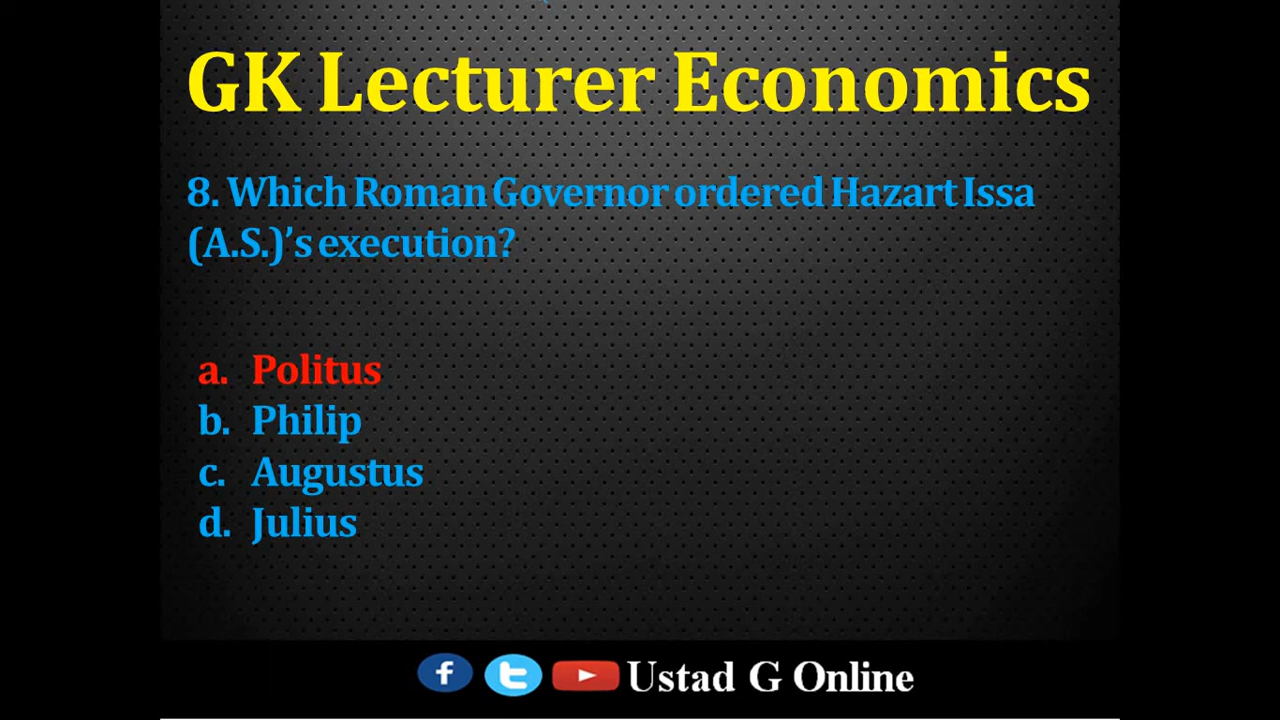 GK Lecturer Economics
8. Which Roman Governor ordered Hazart Issa
(A.S.)’s execution?
a. Politus
b. Philip
c. Augustus
d. Julius
Ustad G Online